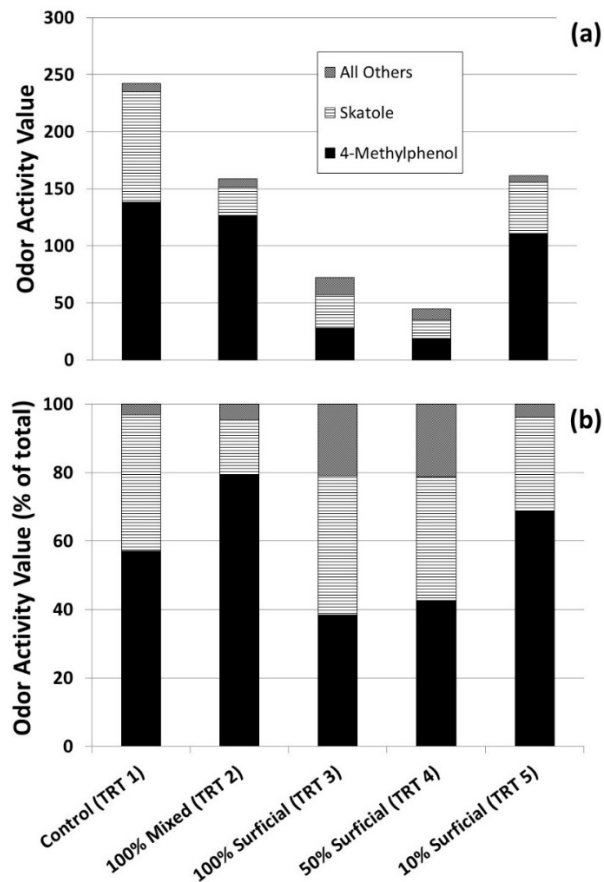 (a)
300
250
200
150
100
50
0
Odor Activity Value
All Others
Skatole
4-Methylphenol
(b)
100
80
60
40
20
0
Odor Activity Value (% of total)
Control (TRT 1)
100% Mixed (TRT 2)
100% Surficial (TRT 3)
50% Surficial (TRT 4)
10% Surficial (TRT 5)